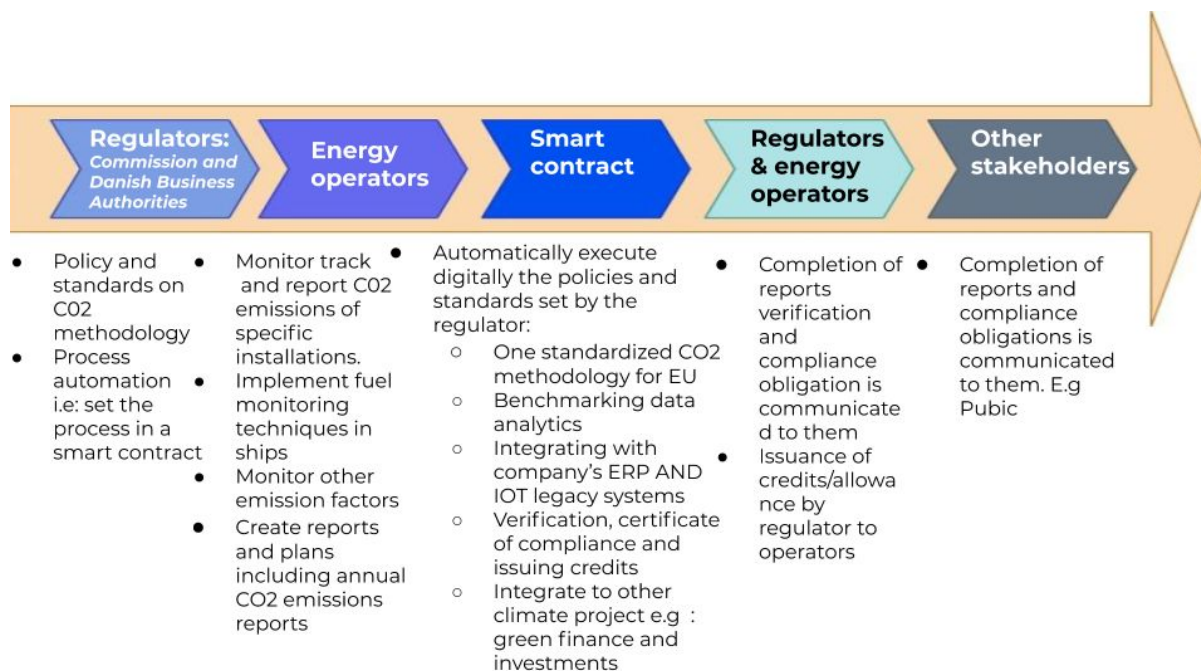 Regulators:
Commission and
Danish Business
Authorities
Energy
operators
Smart
contract
Regulators
& energy
operators
Other
stakeholders
● Policy and
standards on
C02
methodology
● Process
automation
i.e: set the
process in a
smart contract
● Monitor track
and report C02
emissions of
specific
installations.
● Implement fuel
monitoring
techniques in
ships
● Monitor other
emission factors
● Create reports
and plans
including annual
CO2 emissions
reports
● Automatically execute
digitally the policies and
standards set by the
regulator:
○ One standardized CO2
methodology for EU
○ Benchmarking data
analytics
○ Integrating with
company's ERP AND
IOT legacy systems
○ Verification, certificate
of compliance and
issuing credits
○ Integrate to other
climate project e.g :
green finance and
investments
● Completion of
reports
verification
and
compliance
obligation is
communicate
d to them
● Issuance of
credits/allowa
nce by
regulator to
operators
● Completion of
reports and
compliance
obligations is
communicated
to them. E.g
Pubic